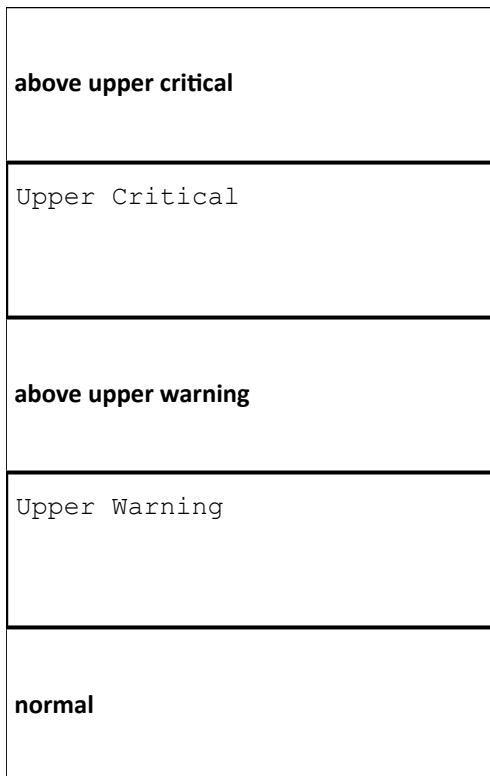 above upper critical
Upper Critical
above upper warning
Upper Warning
normal